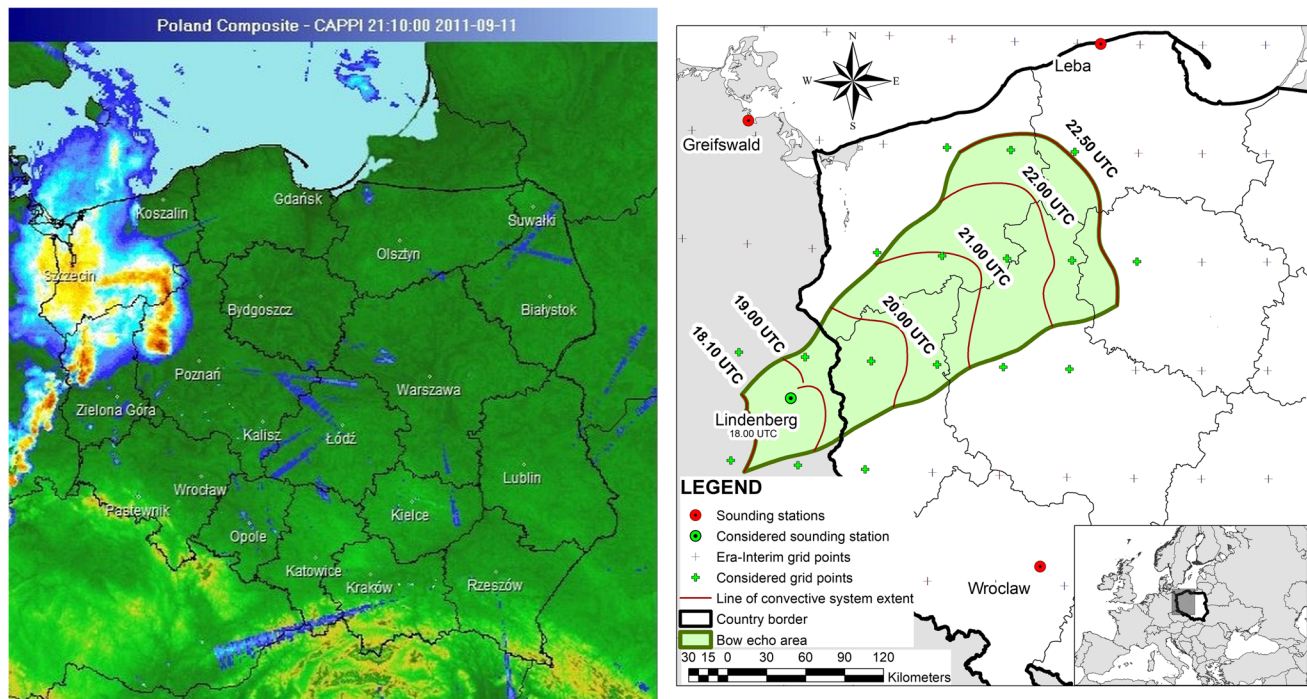 Poland Composite - CAPPI 21:10:00 2011-09-11
Koszalin
Gdańsk
Suwałki
Olsztyn
Szczecin
Bydgoszcz
Białystok
Poznań
Warszawa
Zielona Góra
Kalisz
Łódź
Wrocław
Lublin
Pastewnik
Kielce
Opole
Katowice
Kraków
Rzeszów
N
W E
S
Leba
Greifswald
22.50 UTC
22.00 UTC
21.00 UTC
20.00 UTC
19.00 UTC
18.10 UTC
Lindenberg
18.00 UTC
Wroclaw
LEGEND
Sounding stations
Considered sounding station
Era-Interim grid points
Considered grid points
Line of convective system extent
Country border
Bow echo area
30 15 0 30 60 90 120
Kilometers